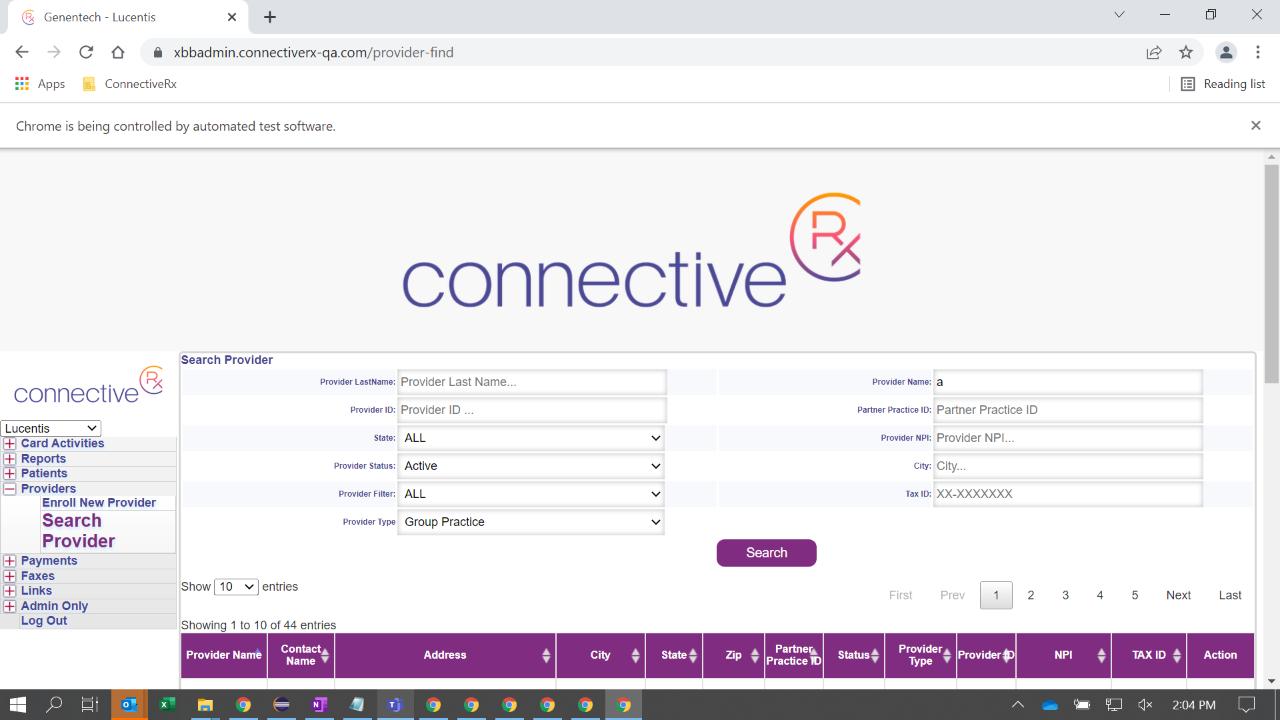 Genentech - Lucentis
xbbadmin.connectiverx-qa.com/provider-find
Apps
ConnectiveRx
Reading list
Chrome is being controlled by automated test software.
connective Rx
connective Rx
Lucentis
Card Activities
Reports
Patients
Providers
Enroll New Provider
Search
Provider
Payments
Faxes
Links
Admin Only
Log Out
Search Provider
Provider LastName: Provider Last Name... Provider Name: a
Provider ID: Provider ID ... Partner Practice ID: Partner Practice ID
State: ALL Provider NPI: Provider NPI...
Provider Status: Active City: City...
Provider Filter: ALL Tax ID: XX-XXXXXXX
Provider Type Group Practice
Search
Show 10 entries First Prev 1 2 3 4 5 Next Last
Showing 1 to 10 of 44 entries
Provider Name Contact Name Address City State Zip Partner Practice ID Status Provider Type Provider ID NPI TAX ID Action
2:04 PM